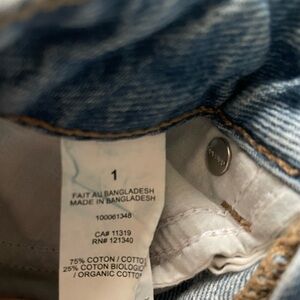 1
FAIT AU BANGLADESH
MADE IN BANGLADESH
100061348
CA# 11319
RN# 121340
75% COTON / COTTO
25% COTON BIOLOGIQ
/ ORGANIC COTTO